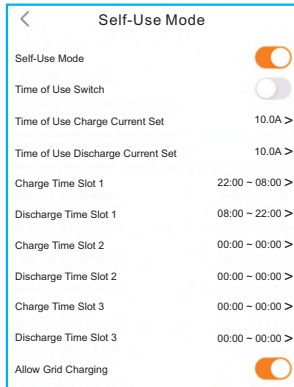 Self-Use Mode
Self-Use Mode
Time of Use Switch
Time of Use Charge Current Set 10.0A >
Time of Use Discharge Current Set 10.0A >
Charge Time Slot 1 22:00 ~ 08:00 >
Discharge Time Slot 1 08:00 ~ 22:00 >
Charge Time Slot 2 00:00 ~ 00:00 >
Discharge Time Slot 2 00:00 ~ 00:00 >
Charge Time Slot 3 00:00 ~ 00:00 >
Discharge Time Slot 3 00:00 ~ 00:00 >
Allow Grid Charging